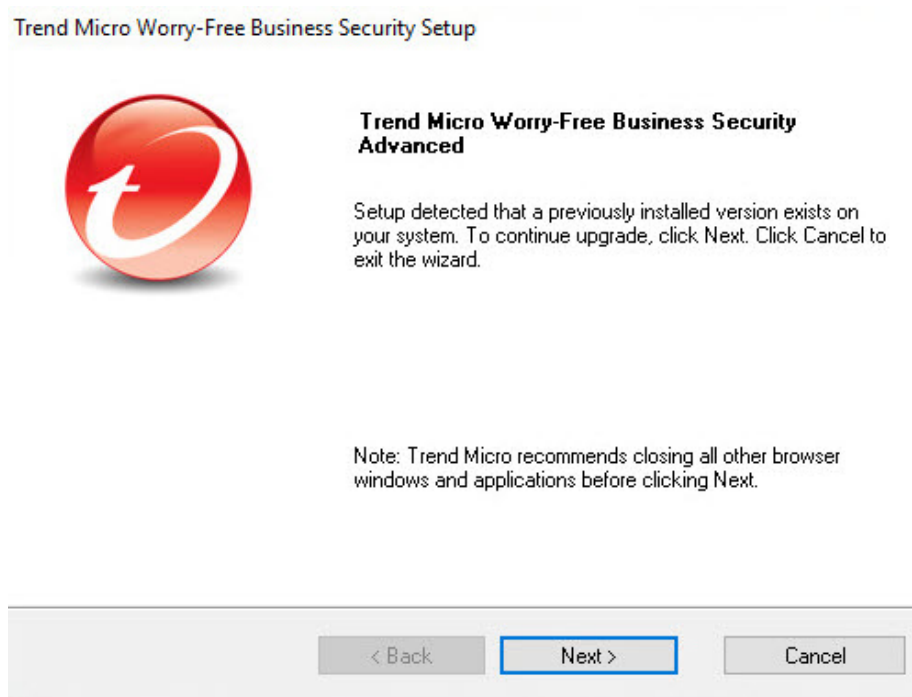 Trend Micro Worry-Free Business Security Setup
Trend Micro Worry-Free Business Security
Advanced
Setup detected that a previously installed version exists on
your system. To continue upgrade, click Next. Click Cancel to
exit the wizard.
Note: Trend Micro recommends closing all other browser
windows and applications before clicking Next.
< Back
Next >
Cancel